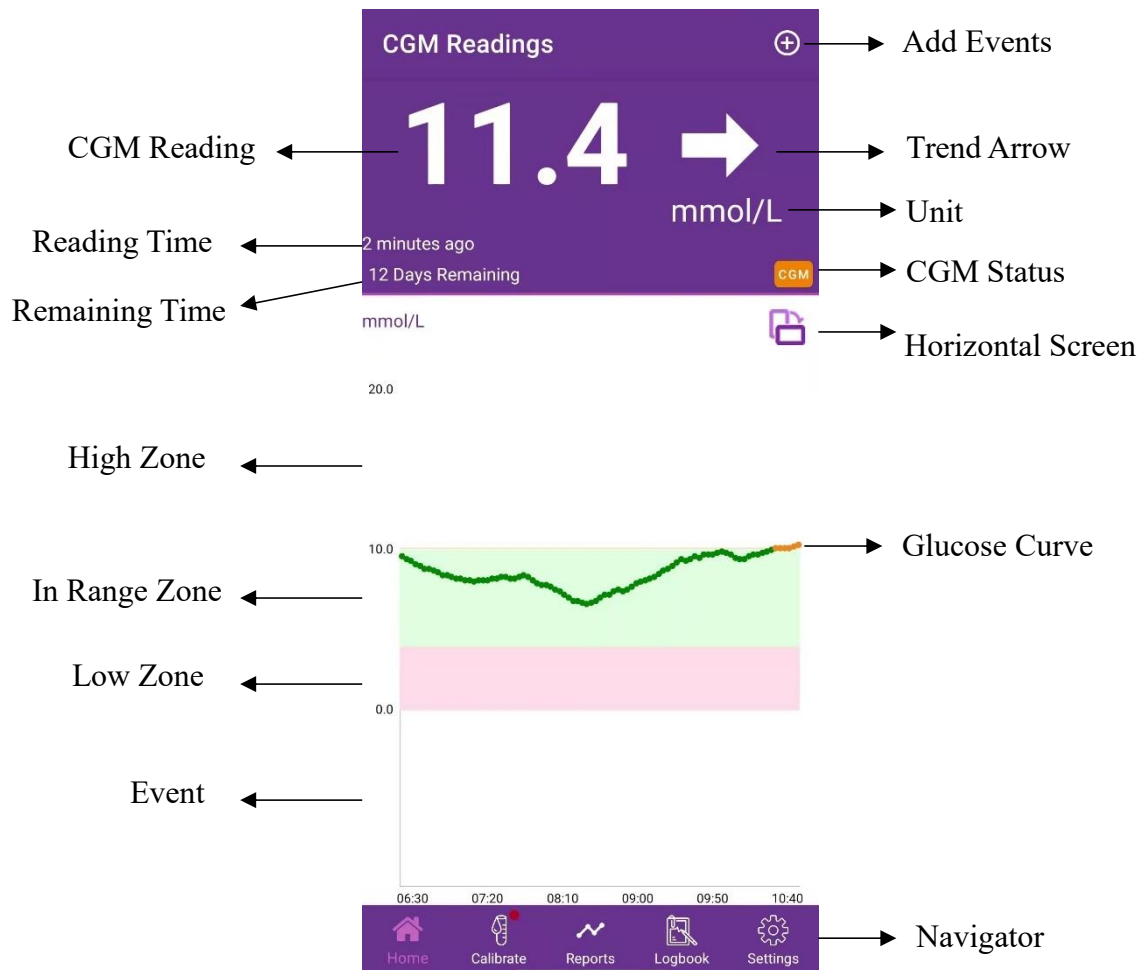 CGM Readings
Add Events
CGM Reading
11.4
Trend Arrow
mmol/L
Unit
Reading Time
2 minutes ago
CGM Status
CGM
Remaining Time
12 Days Remaining
mmol/L
Horizontal Screen
20.0
High Zone
10.0
Glucose Curve
In Range Zone
Low Zone
0.0
Event
06:30 07:20 08:10 09:00 09:50 10:40
Home Calibrate Reports Logbook Settings
Navigator